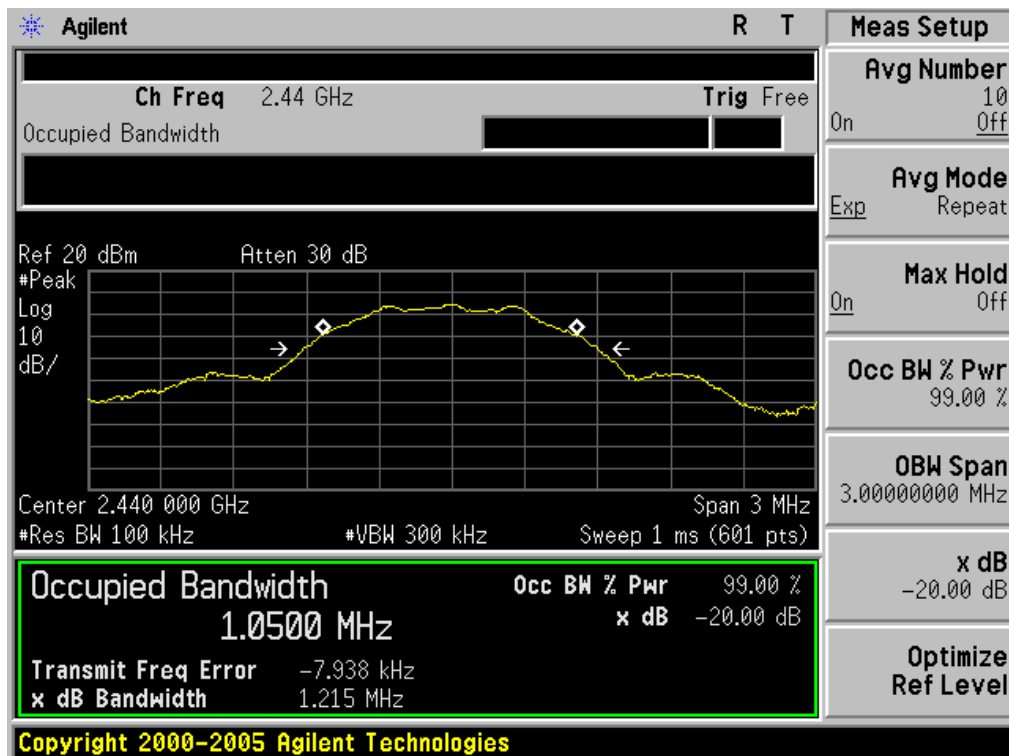 Agilent R T
Ch Freq 2.44 GHz Trig Free
Occupied Bandwidth
Ref 20 dBm Atten 30 dB
#Peak
Log
10
dB/
Center 2.440 000 GHz Span 3 MHz
#Res BW 100 kHz #VBW 300 kHz Sweep 1 ms (601 pts)
Occupied Bandwidth Occ BW % Pwr 99.00 %
1.0500 MHz x dB -20.00 dB
Transmit Freq Error -7.938 kHz
x dB Bandwidth 1.215 MHz
Meas Setup
Avg Number
10
On Off
Avg Mode
Exp Repeat
Max Hold
On Off
Occ BW % Pwr
99.00 %
OBW Span
3.00000000 MHz
x dB
-20.00 dB
Optimize
Ref Level
Copyright 2000-2005 Agilent Technologies